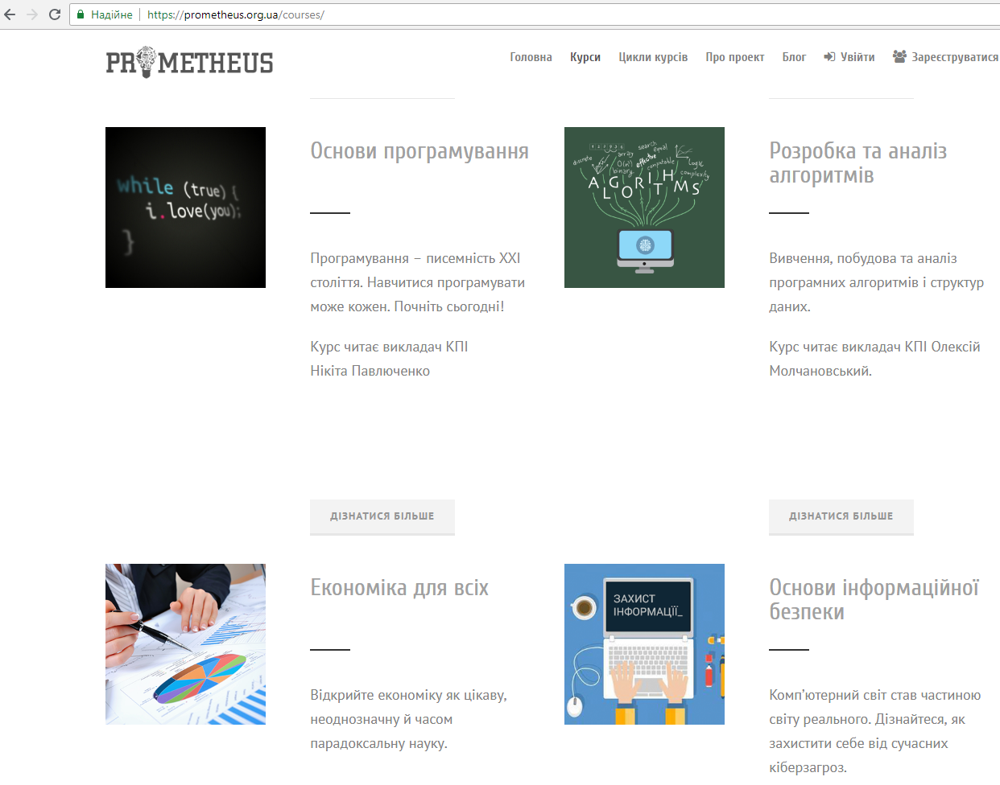 Надійне
https://prometheus.org.ua/courses/
PROMETHEUS
Головна
Курси
Цикли курсів
Про проект
Блог
Увійти
Зареєструватися
while (true) {
i.love(you);
}
Основи програмування
Програмування – писемність XXI
століття. Навчитися програмувати
може кожен. Почніть сьогодні!
Курс читає викладач КПІ
Нікіта Павлюченко
ДІЗНАТИСЯ БІЛЬШЕ
search
array
equal
discrete
O(n²)
effective
binary
computable
Logic
complexity
ALGORITHMS
Розробка та аналіз
алгоритмів
Вивчення, побудова та аналіз
програмних алгоритмів і структур
даних.
Курс читає викладач КПІ Олексій
Молчановський.
ДІЗНАТИСЯ БІЛЬШЕ
Економіка для всіх
Відкрийте економіку як цікаву,
неоднозначну й часом
парадоксальну науку.
ЗАХИСТ
ІНФОРМАЦІЇ_
Основи інформаційної
безпеки
Комп’ютерний світ став частиною
світу реального. Дізнайтеся, як
захистити себе від сучасних
кіберзагроз.